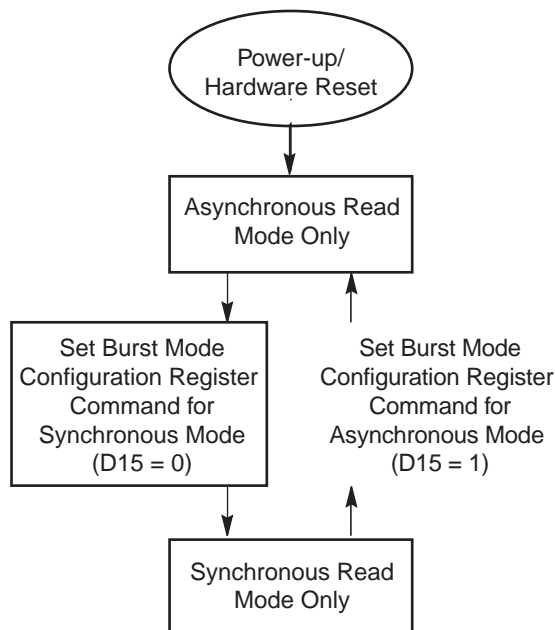 Power-up/
Hardware Reset
Asynchronous Read
Mode Only
Set Burst Mode
Configuration Register
Command for
Synchronous Mode
(D15 = 0)
Set Burst Mode
Configuration Register
Command for
Asynchronous Mode
(D15 = 1)
Synchronous Read
Mode Only